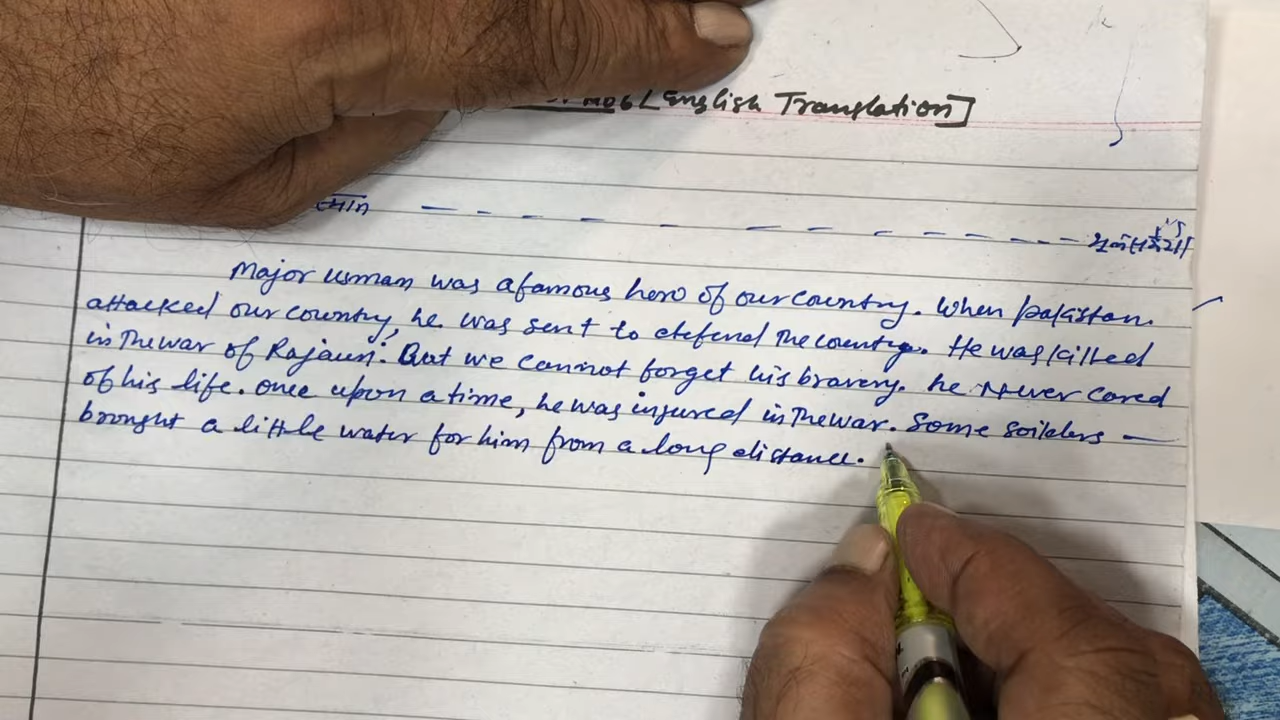 [English Translation]
Major usman was a famous hero of our country. When pakistan
attacked our country, he was sent to defend the country. He was killed
in the war of Rajauri. But we cannot forget his bravery. he Never cared
of his life. once upon a time, he was injured in the war. Some soilders —
brought a little water for him from a long distance.